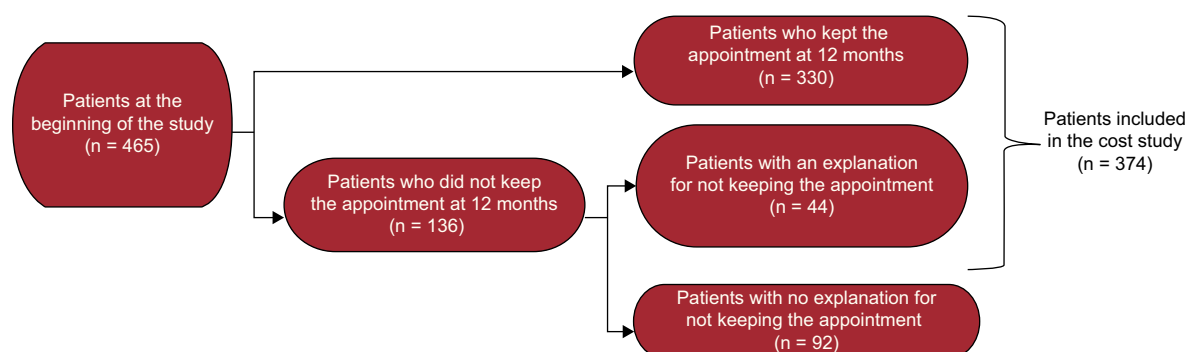 Patients at the
beginning of the study
(n = 465)
Patients who kept the
appointment at 12 months
(n = 330)
Patients who did not keep
the appointment at 12 months
(n = 136)
Patients with an explanation
for not keeping the appointment
(n = 44)
Patients with no explanation for
not keeping the appointment
(n = 92)
Patients included
in the cost study
(n = 374)